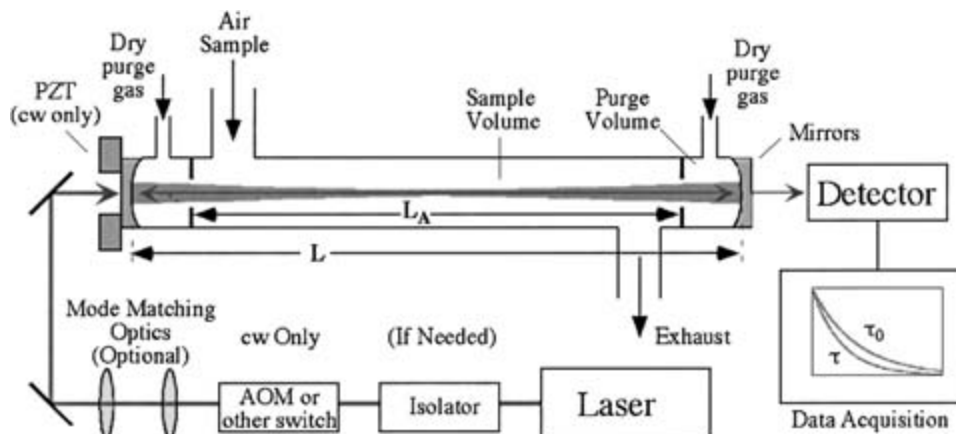 Air
Sample
Dry
purge
gas
PZT
(cw only)
Sample
Volume
Purge
Volume
Dry
purge
gas
Mirrors
Detector
L_A
L
Mode Matching
Optics
(Optional)
cw Only
(If Needed)
Exhaust
AOM or
other switch
Isolator
Laser
τ₀
τ
Data Acquisition